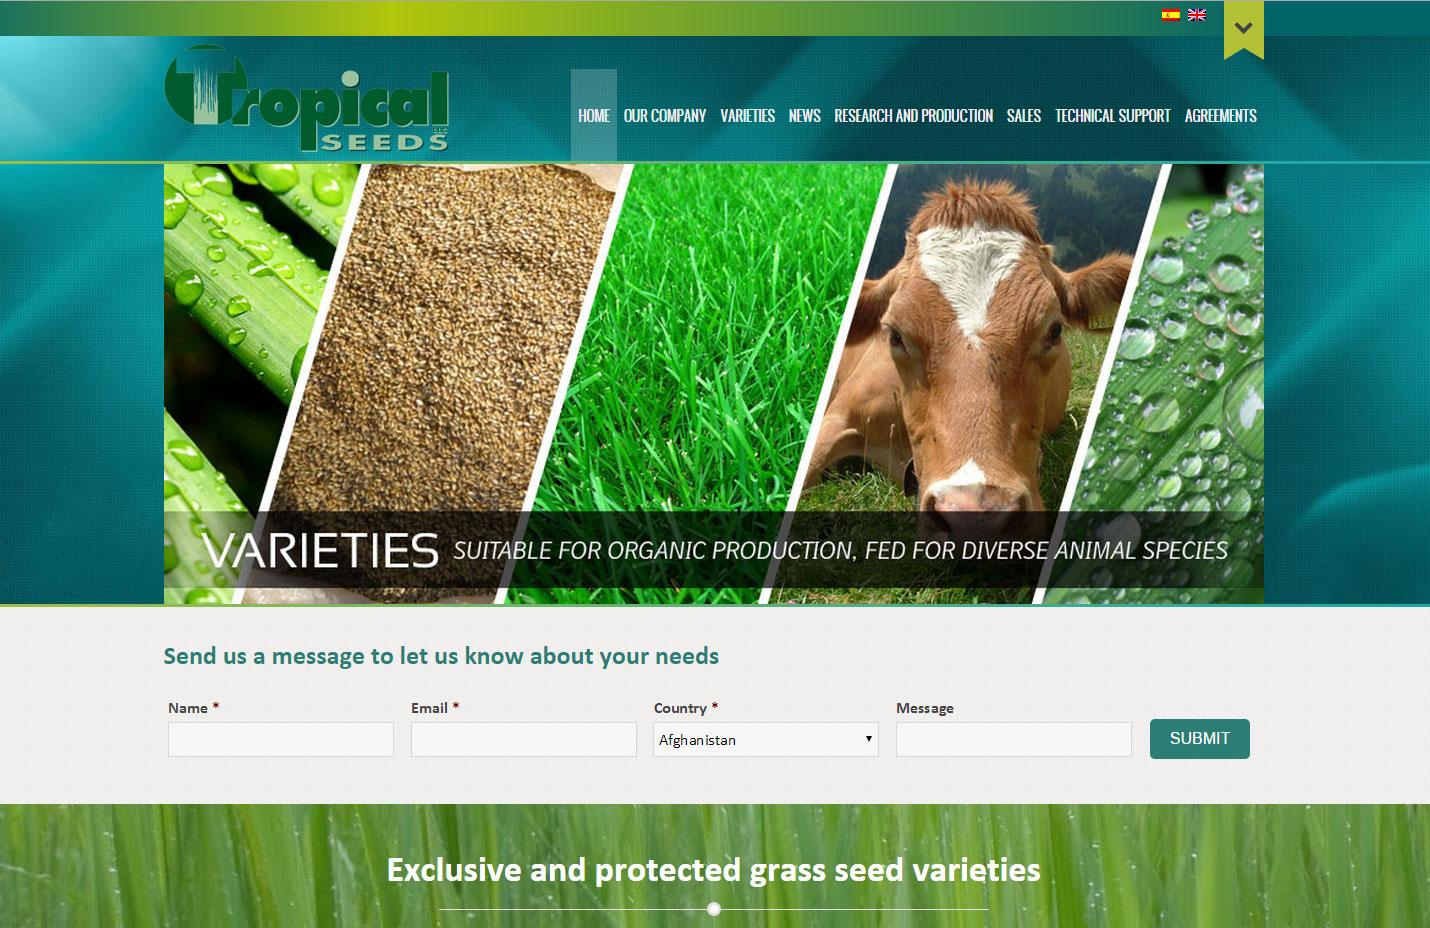 Tropical
LLC
SEEDS
HOME OUR COMPANY VARIETIES NEWS RESEARCH AND PRODUCTION SALES TECHNICAL SUPPORT AGREEMENTS
VARIETIES SUITABLE FOR ORGANIC PRODUCTION, FED FOR DIVERSE ANIMAL SPECIES
Send us a message to let us know about your needs
Name * Email * Country * Message
Afghanistan SUBMIT
Exclusive and protected grass seed varieties